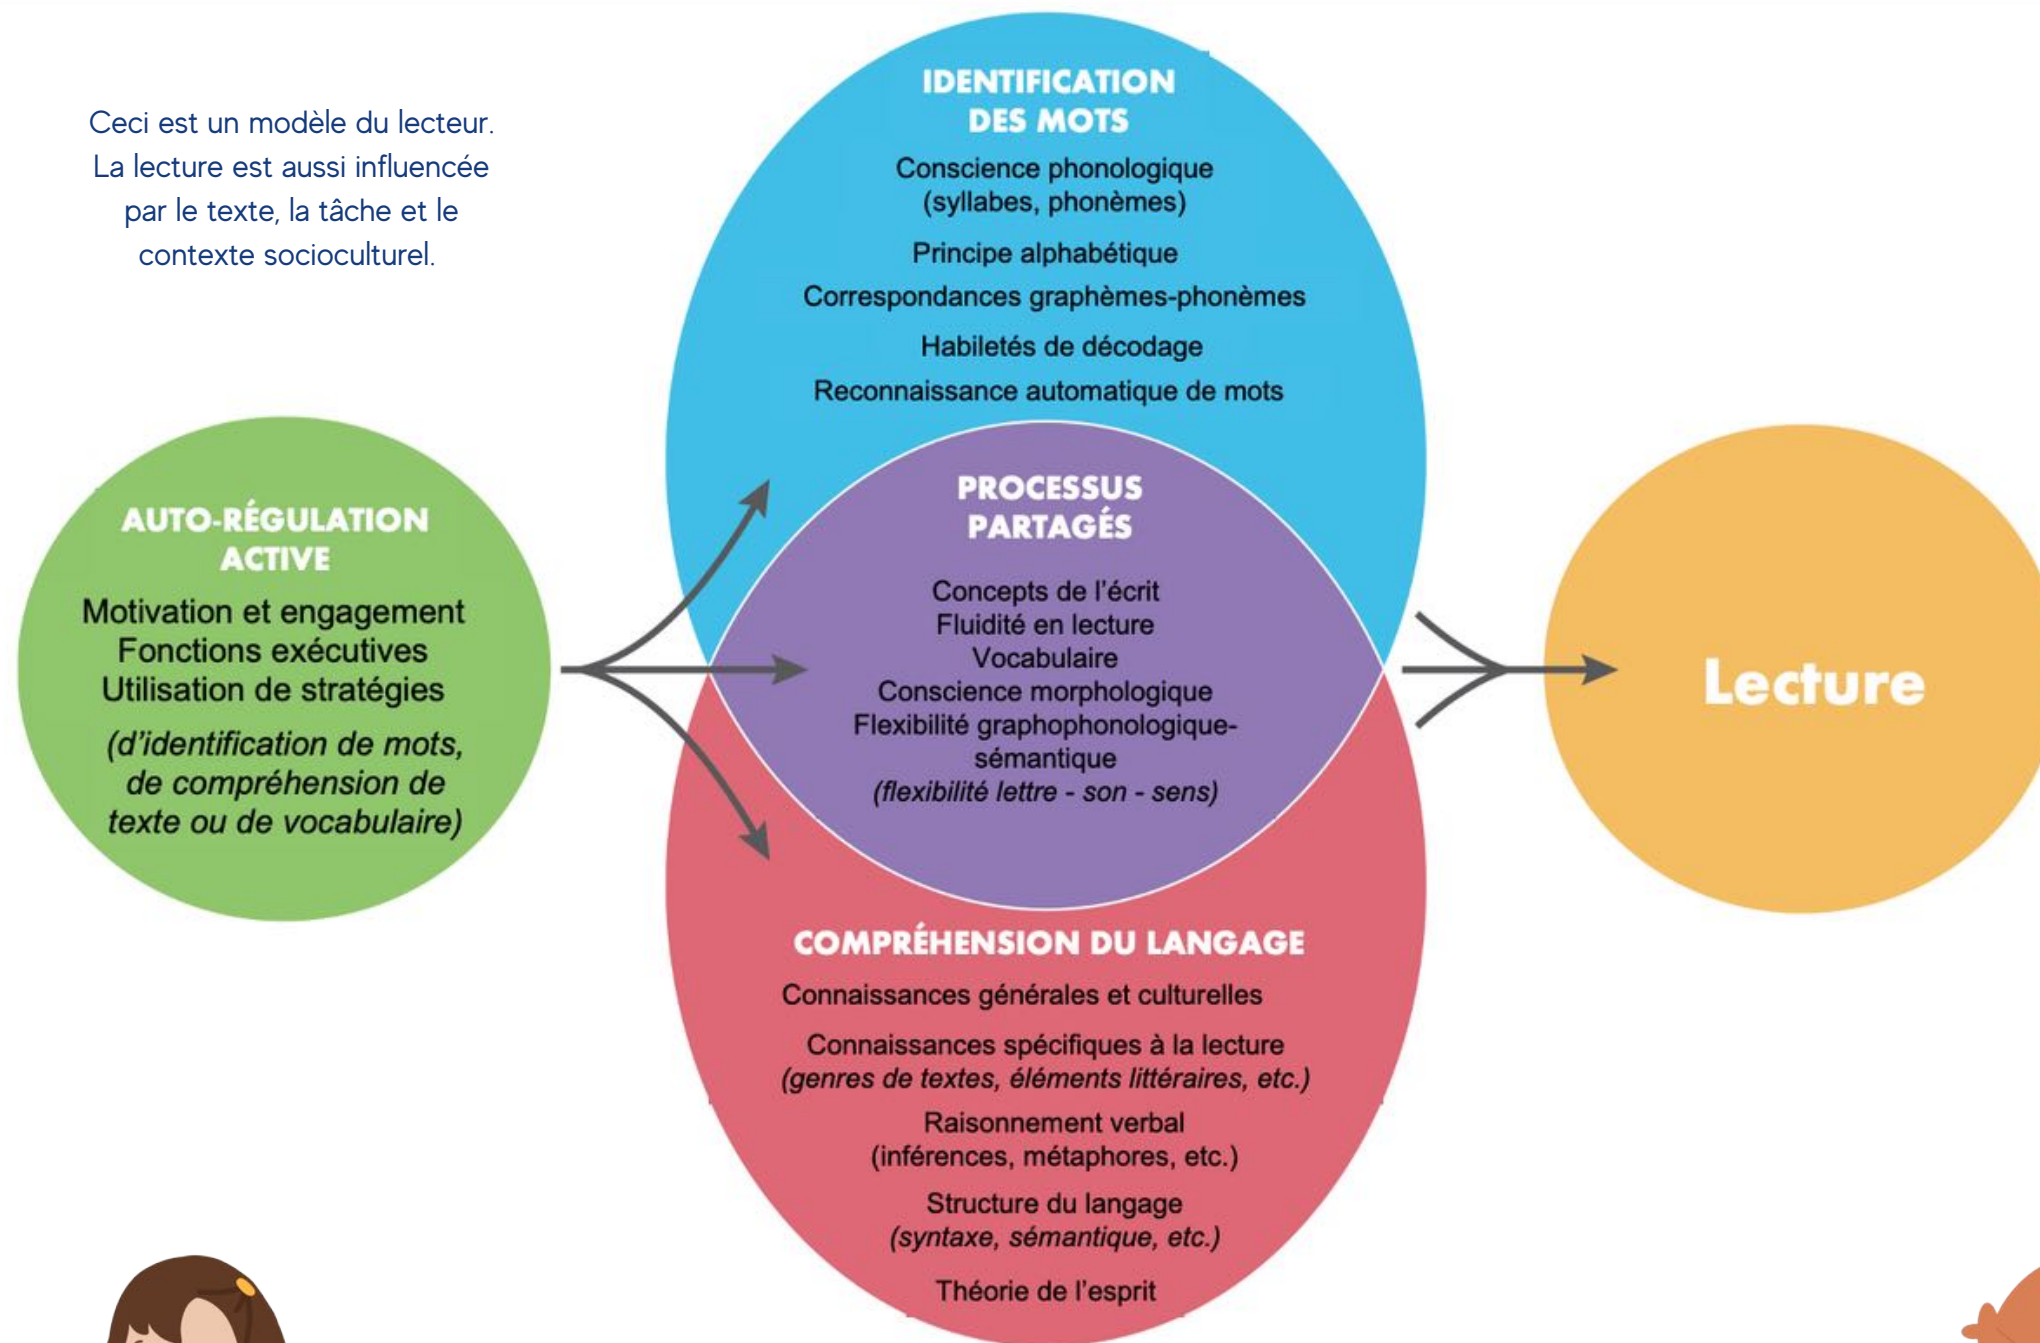 Ceci est un modèle du lecteur.
La lecture est aussi influencée
par le texte, la tâche et le
contexte socioculturel.
AUTO-RÉGULATION
ACTIVE
Motivation et engagement
Fonctions exécutives
Utilisation de stratégies
(d'identification de mots,
de compréhension de
texte ou de vocabulaire)
IDENTIFICATION
DES MOTS
Conscience phonologique
(syllabes, phonèmes)
Principe alphabétique
Correspondances graphèmes-phonèmes
Habiletés de décodage
Reconnaissance automatique de mots
PROCESSUS
PARTAGÉS
Concepts de l'écrit
Fluidité en lecture
Vocabulaire
Conscience morphologique
Flexibilité graphophonologique-
sémantique
(flexibilité lettre - son - sens)
COMPRÉHENSION DU LANGAGE
Connaissances générales et culturelles
Connaissances spécifiques à la lecture
(genres de textes, éléments littéraires, etc.)
Raisonnement verbal
(inférences, métaphores, etc.)
Structure du langage
(syntaxe, sémantique, etc.)
Théorie de l'esprit
Lecture